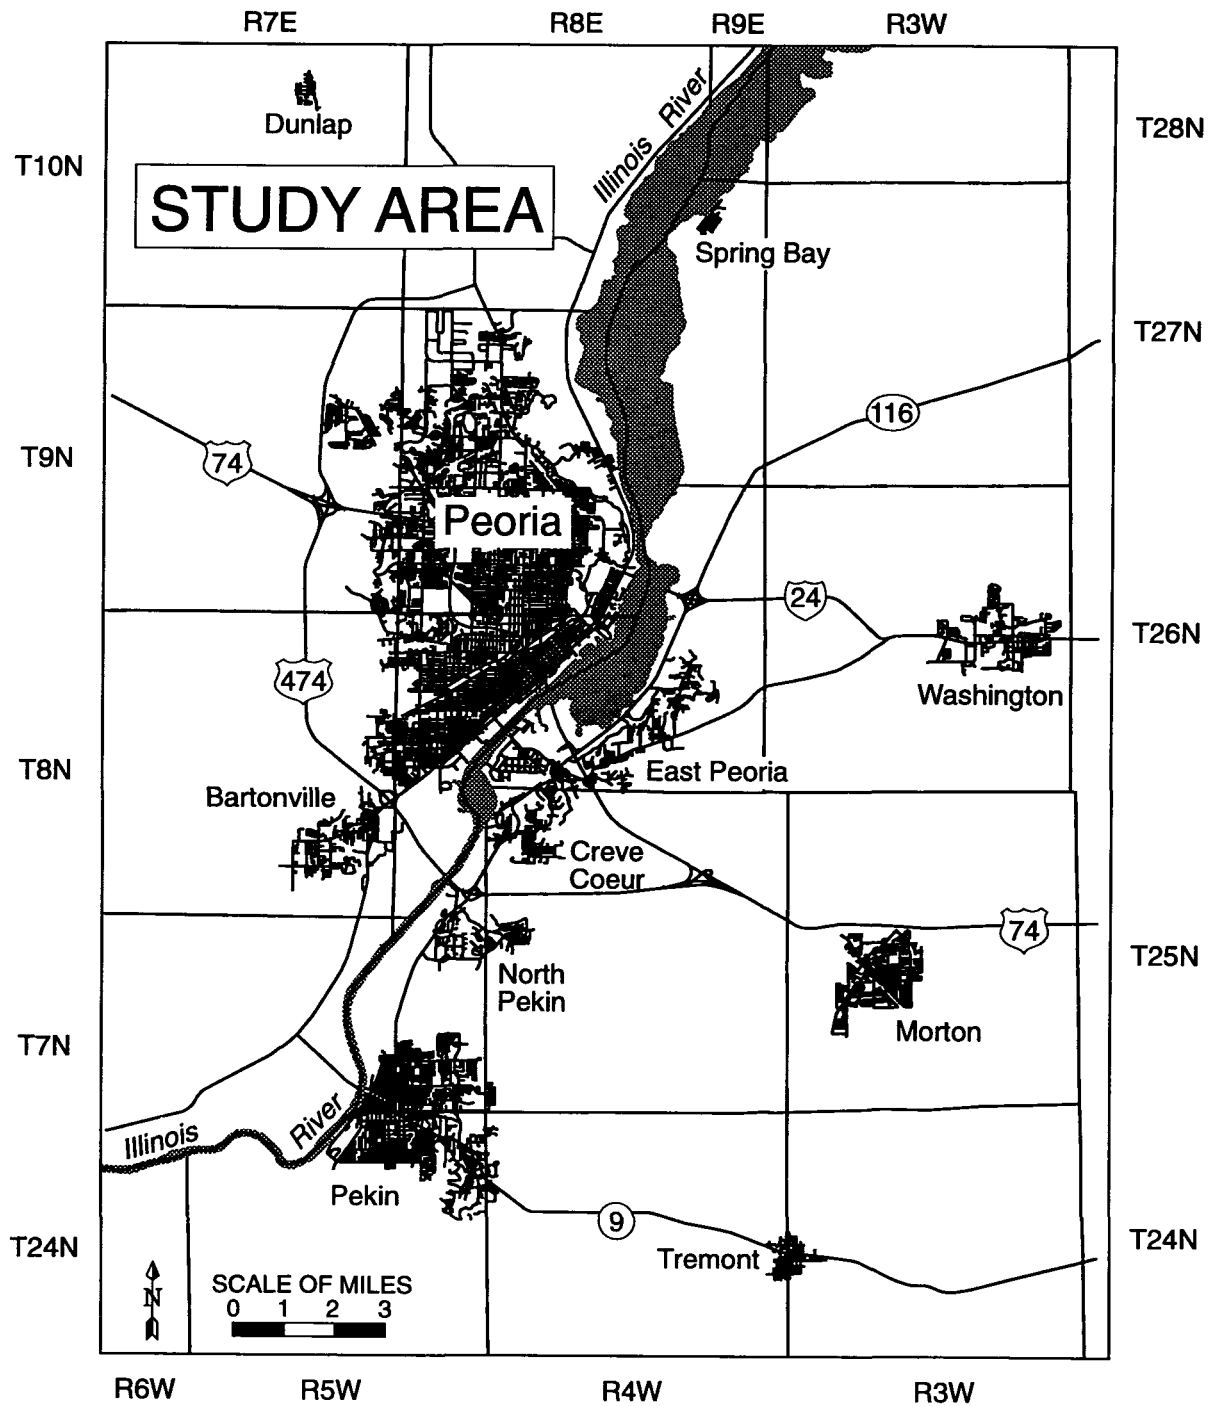 R7E
R8E
R9E
R3W
Dunlap
Illinois River
T28N
T10N
STUDY AREA
Spring Bay
T27N
116
T9N
74
Peoria
24
T26N
474
Washington
T8N
East Peoria
Bartonville
Creve
Coeur
74
T25N
North
Pekin
Morton
T7N
Illinois River
Pekin
9
T24N
T24N
Tremont
SCALE OF MILES
0 1 2 3
N
R6W
R5W
R4W
R3W